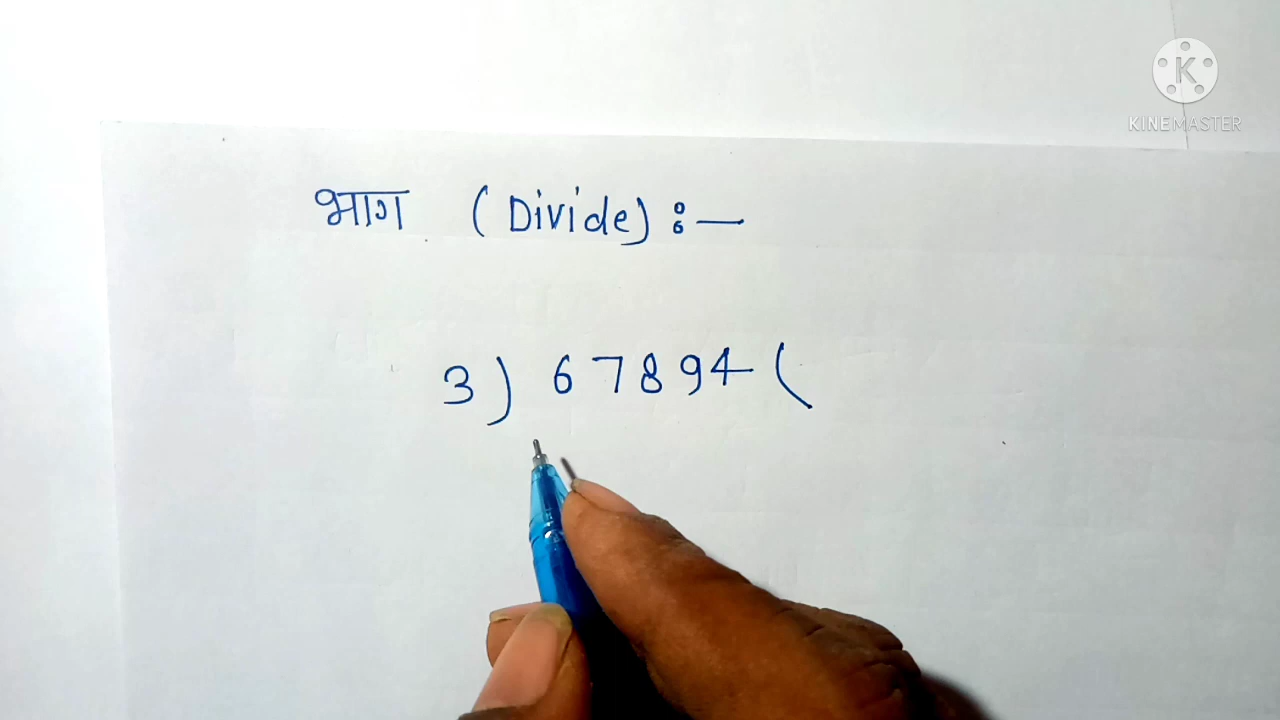 KINEMASTER
भाग (Divide) :—
3) 67894 (